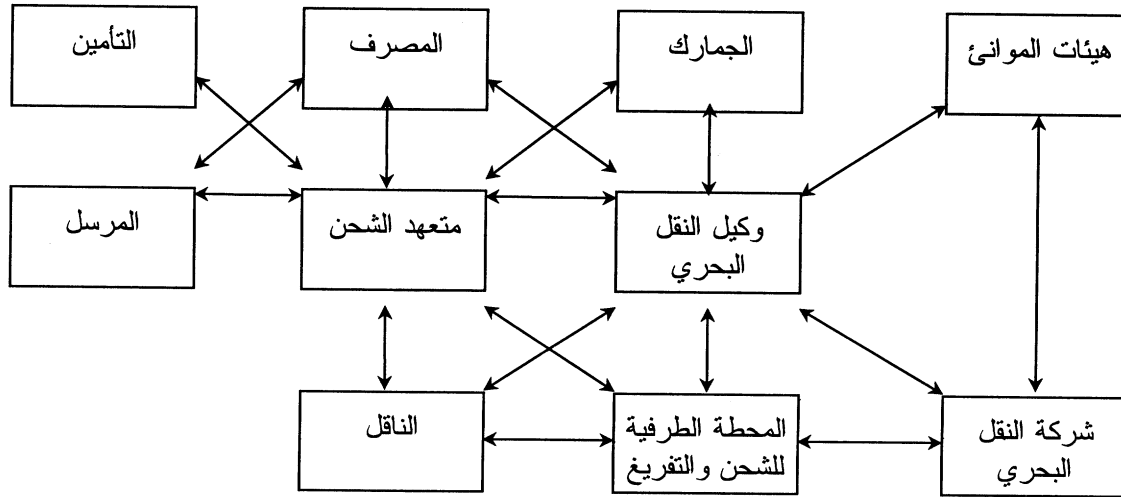 هيئات الموانئ
الجمارك
المصرف
التأمين
وكيل النقل
البحري
متعهد الشحن
المرسل
شركة النقل
البحري
المحطة الطرفية
للشحن والتفريغ
الناقل